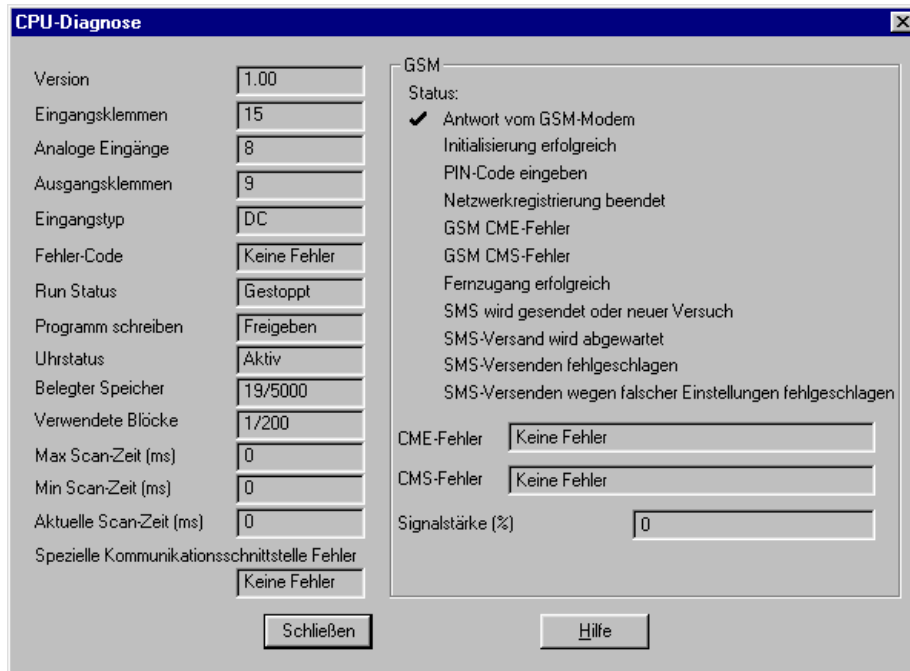 CPU-Diagnose
Version 1.00
Eingangsklemmen 15
Analoge Eingänge 8
Ausgangsklemmen 9
Eingangstyp DC
Fehler-Code Keine Fehler
Run Status Gestoppt
Programm schreiben Freigeben
Uhrstatus Aktiv
Belegter Speicher 19/5000
Verwendete Blöcke 1/200
Max Scan-Zeit (ms) 0
Min Scan-Zeit (ms) 0
Aktuelle Scan-Zeit (ms) 0
Spezielle Kommunikationsschnittstelle Fehler
Keine Fehler
GSM
Status:
Antwort vom GSM-Modem
Initialisierung erfolgreich
PIN-Code eingeben
Netzwerkregistrierung beendet
GSM CME-Fehler
GSM CMS-Fehler
Fernzugang erfolgreich
SMS wird gesendet oder neuer Versuch
SMS-Versand wird abgewartet
SMS-Versenden fehlgeschlagen
SMS-Versenden wegen falscher Einstellungen fehlgeschlagen
CME-Fehler Keine Fehler
CMS-Fehler Keine Fehler
Signalstärke (%) 0
Schließen
Hilfe